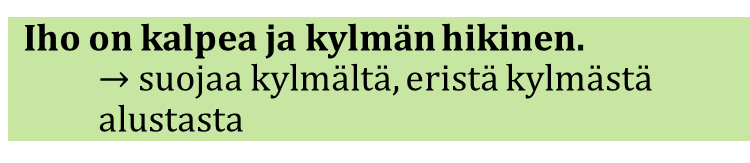 Iho on kalpea ja kylmän hikinen.
→ suojaa kylmältä, eristä kylmästä
alustasta